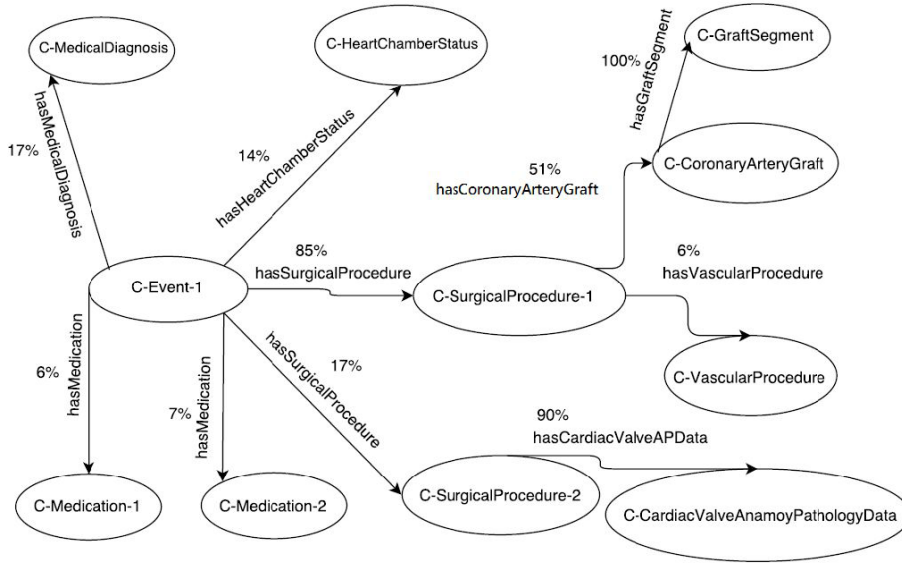 C-MedicalDiagnosis
C-HeartChamberStatus
C-GraftSegment
100%
hasGraftSegment
17%
hasMedicalDiagnosis
14%
hasHeartChamberStatus
51%
hasCoronaryArteryGraft
C-CoronaryArteryGraft
85%
hasSurgicalProcedure
6%
hasVascularProcedure
C-Event-1
C-SurgicalProcedure-1
6%
hasMedication
7%
hasMedication
17%
hasSurgicalProcedure
C-VascularProcedure
90%
hasCardiacValveAPData
C-Medication-1
C-Medication-2
C-SurgicalProcedure-2
C-CardiacValveAnamoyPathologyData